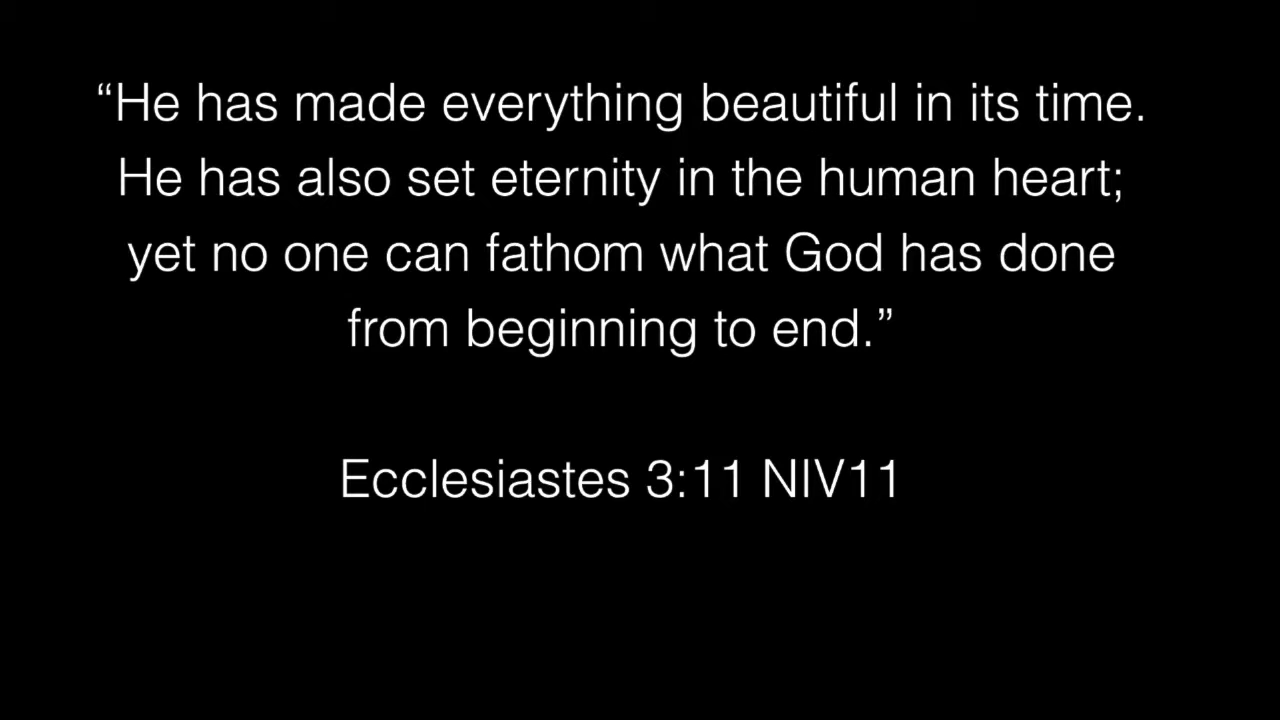 “He has made everything beautiful in its time.
He has also set eternity in the human heart;
yet no one can fathom what God has done
from beginning to end.”
Ecclesiastes 3:11 NIV11